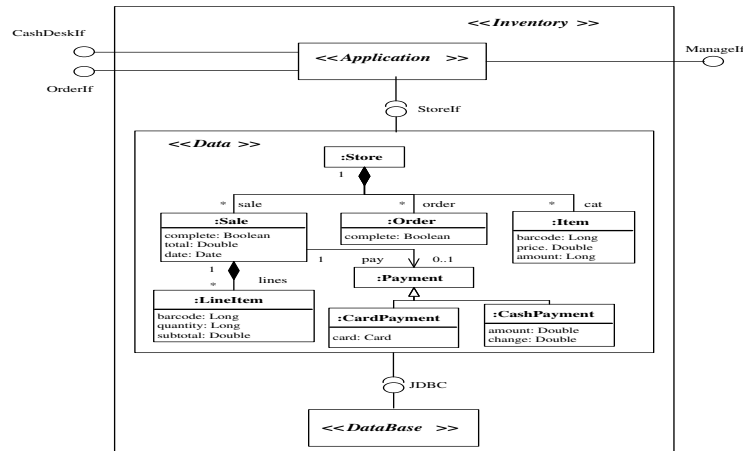 <<Inventory >>
CashDeskIf
<<Application >>
ManageIf
OrderIf
StoreIf
<<Data >>
:Store
1
* sale
* order
* cat
:Sale
complete: Boolean
total: Double
date: Date
:Order
complete: Boolean
:Item
barcode: Long
price. Double
amount: Long
1 pay 0..1
1
* lines
:Payment
:LineItem
barcode: Long
quantity: Long
subtotal: Double
:CardPayment
card: Card
:CashPayment
amount: Double
change: Double
JDBC
<<DataBase >>